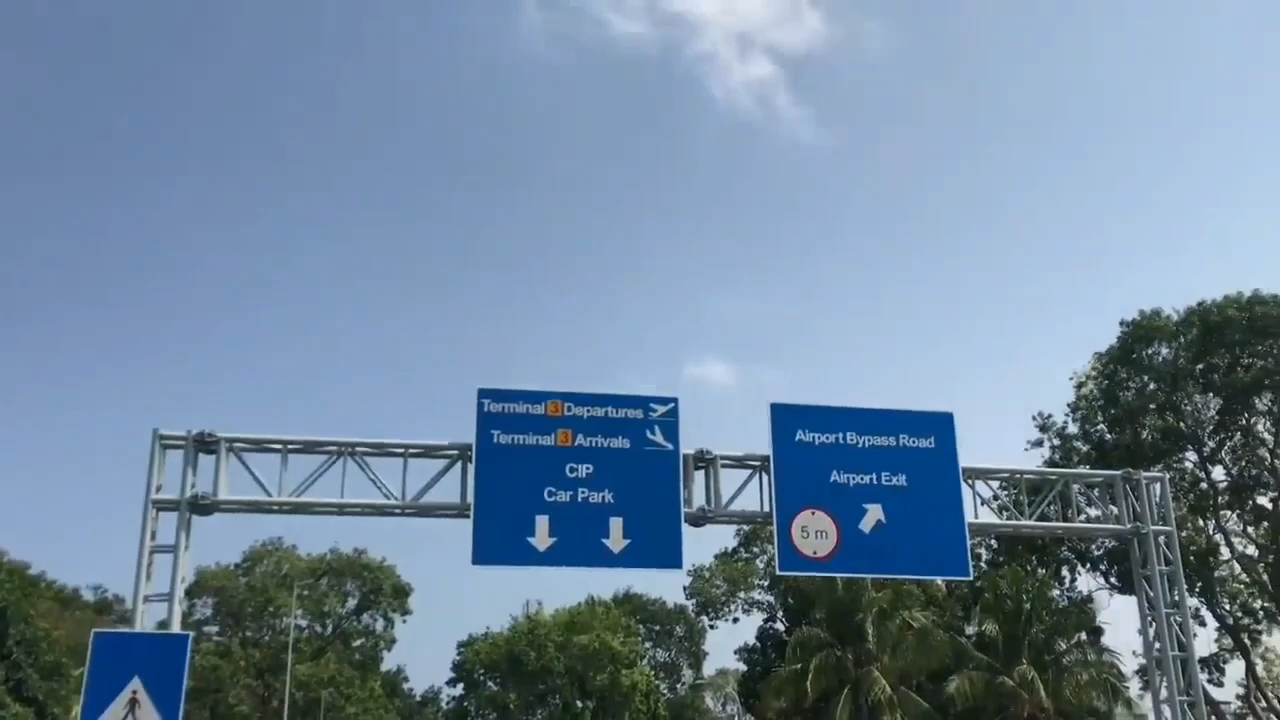 Terminal 3 Departures
Terminal 3 Arrivals
CIP
Car Park
Airport Bypass Road
Airport Exit
5 m